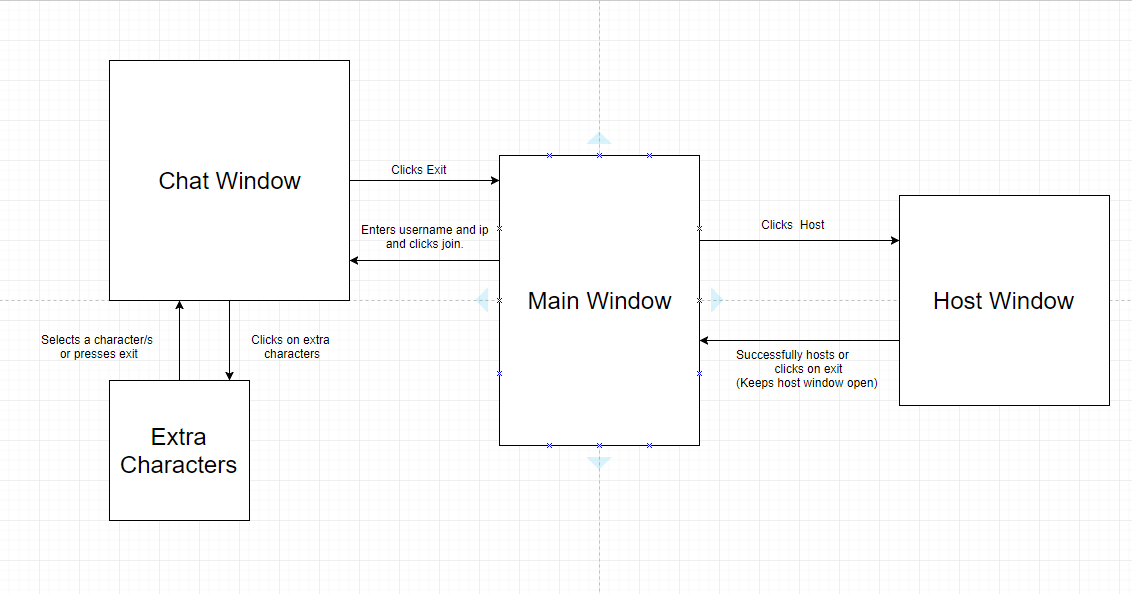 Chat Window
Clicks Exit
Enters username and ip
and clicks join.
Main Window
Clicks  Host
Host Window
Successfully hosts or
clicks on exit
(Keeps host window open)
Selects a character/s
or presses exit
Clicks on extra
characters
Extra
Characters